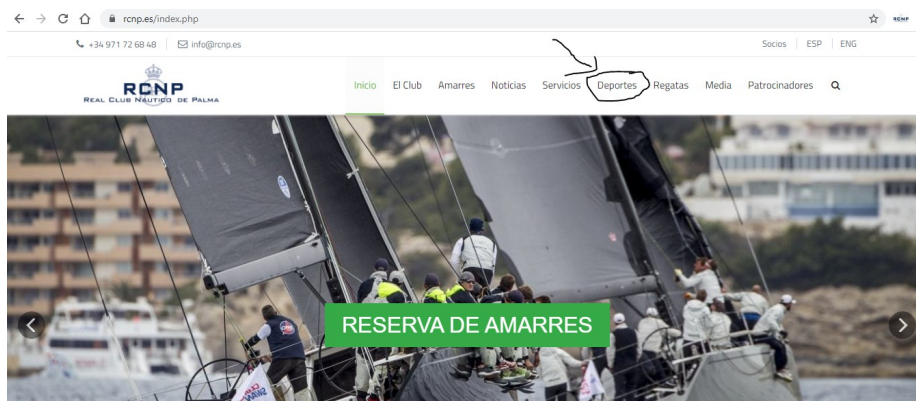 rcnp.es/index.php
RCNP
+34 971 72 68 48 info@rcnp.es Socios ESP ENG
RCNP
REAL CLUB NÁUTICO DE PALMA
Inicio El Club Amarres Noticias Servicios Deportes Regatas Media Patrocinadores
RESERVA DE AMARRES